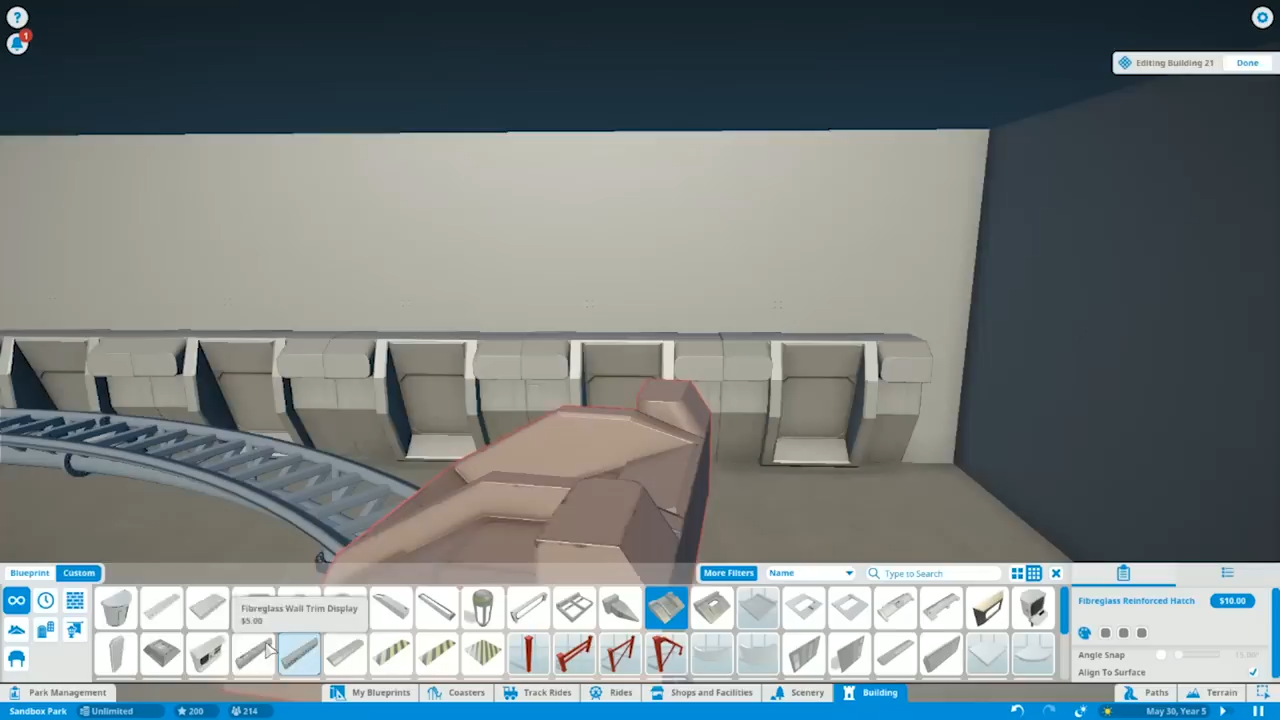 ?
1
Editing Building 21 Done
Blueprint Custom More Filters Name Type to Search
Fibreglass Wall Trim Display
$5.00
Fibreglass Reinforced Hatch $10.00
Angle Snap
Align To Surface
Park Management My Blueprints Coasters Track Rides Rides Shops and Facilities Scenery Building Paths Terrain
Sandbox Park Unlimited 200 214 May 30, Year 5